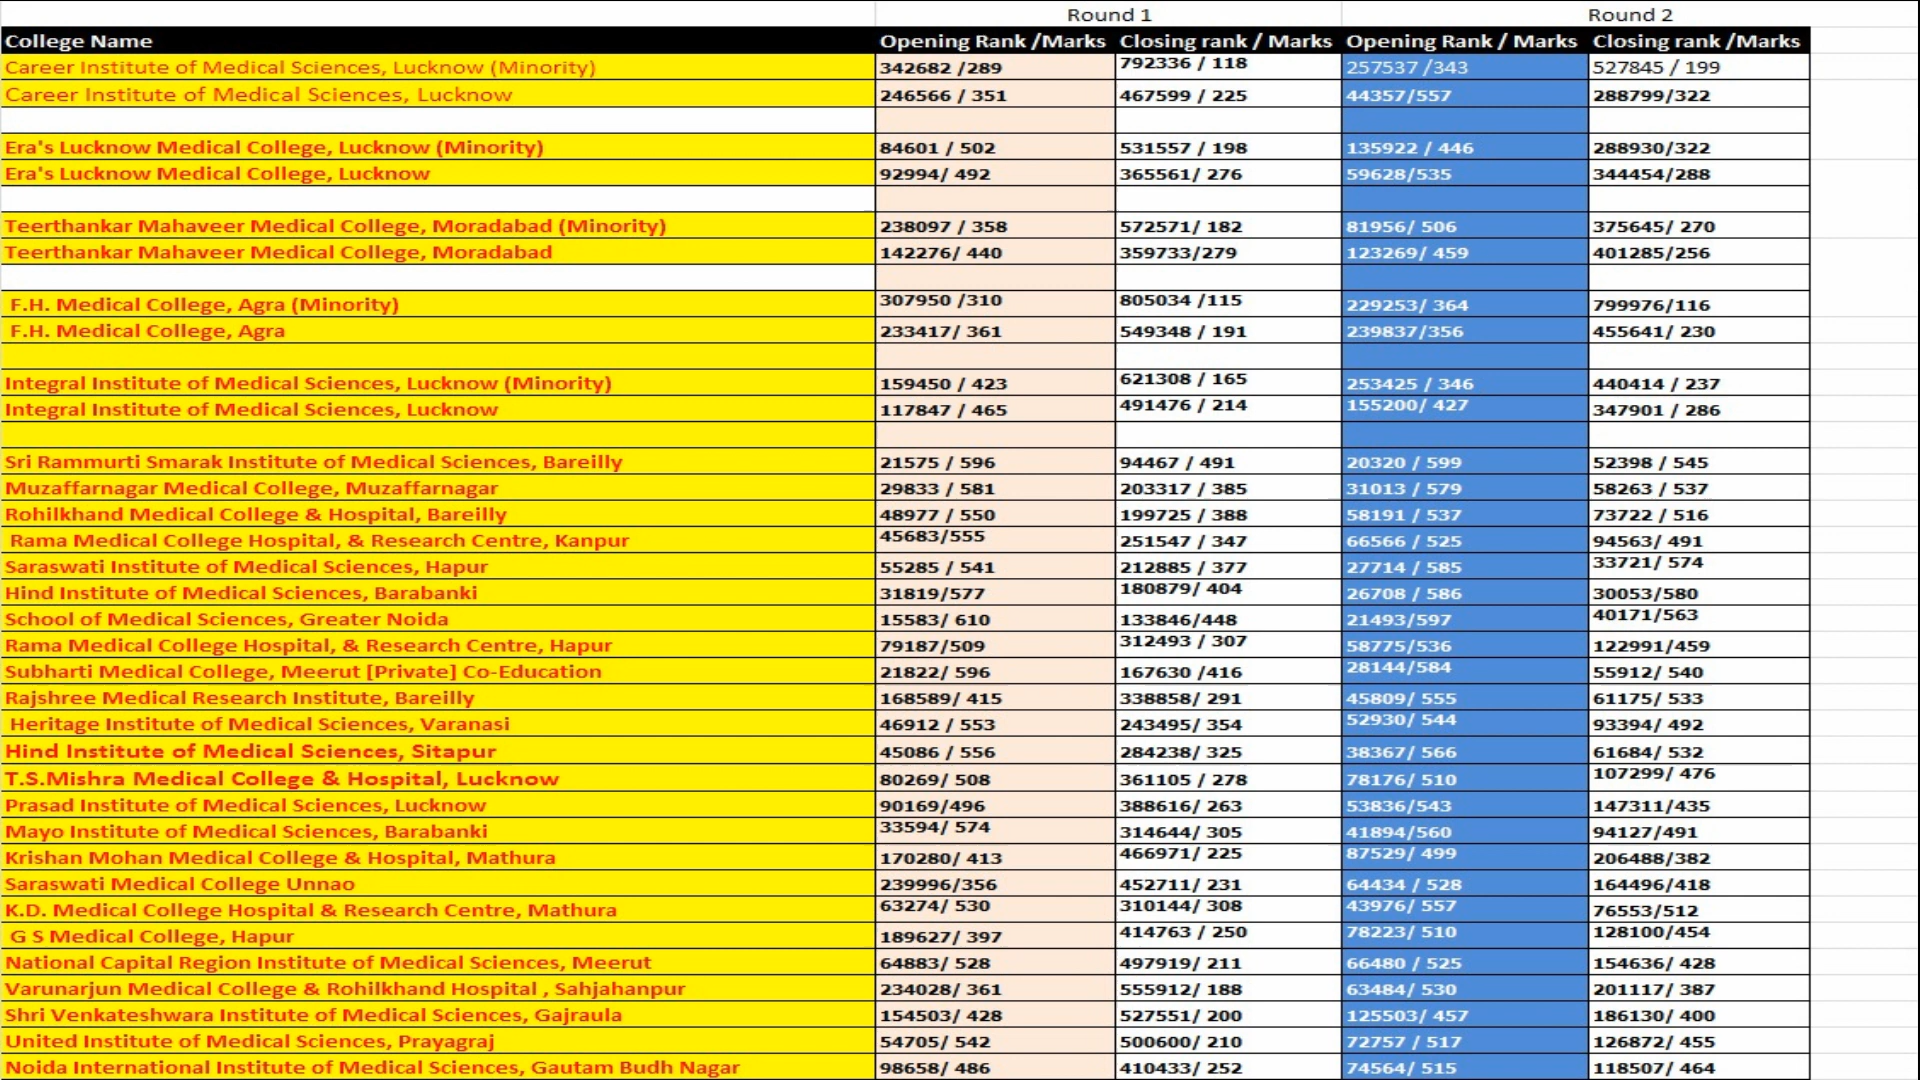 Round 1 Round 2
College Name Opening Rank /Marks Closing rank / Marks Opening Rank / Marks Closing rank /Marks
Career Institute of Medical Sciences, Lucknow (Minority) 342682 /289 792336 / 118 257537 /343 527845 / 199
Career Institute of Medical Sciences, Lucknow 246566 / 351 467599 / 225 44357/557 288799/322
Era's Lucknow Medical College, Lucknow (Minority) 84601 / 502 531557 / 198 135922 / 446 288930/322
Era's Lucknow Medical College, Lucknow 92994/ 492 365561/ 276 59628/535 344454/288
Teerthankar Mahaveer Medical College, Moradabad (Minority) 238097 / 358 572571/ 182 81956/ 506 375645/ 270
Teerthankar Mahaveer Medical College, Moradabad 142276/ 440 359733/279 123269/ 459 401285/256
F.H. Medical College, Agra (Minority) 307950 /310 805034 /115 229253/ 364 799976/116
F.H. Medical College, Agra 233417/ 361 549348 / 191 239837/356 455641/ 230
Integral Institute of Medical Sciences, Lucknow (Minority) 159450 / 423 621308 / 165 253425 / 346 440414 / 237
Integral Institute of Medical Sciences, Lucknow 117847 / 465 491476 / 214 155200/ 427 347901 / 286
Sri Rammurti Smarak Institute of Medical Sciences, Bareilly 21575 / 596 94467 / 491 20320 / 599 52398 / 545
Muzaffarnagar Medical College, Muzaffarnagar 29833 / 581 203317 / 385 31013 / 579 58263 / 537
Rohilkhand Medical College & Hospital, Bareilly 48977 / 550 199725 / 388 58191 / 537 73722 / 516
Rama Medical College Hospital, & Research Centre, Kanpur 45683/555 251547 / 347 66566 / 525 94563/ 491
Saraswati Institute of Medical Sciences, Hapur 55285 / 541 212885 / 377 27714 / 585 33721/ 574
Hind Institute of Medical Sciences, Barabanki 31819/577 180879/ 404 26708 / 586 30053/580
School of Medical Sciences, Greater Noida 15583/ 610 133846/448 21493/597 40171/563
Rama Medical College Hospital, & Research Centre, Hapur 79187/509 312493 / 307 58775/536 122991/459
Subharti Medical College, Meerut [Private] Co-Education 21822/ 596 167630 /416 28144/584 55912/ 540
Rajshree Medical Research Institute, Bareilly 168589/ 415 338858/ 291 45809/ 555 61175/ 533
Heritage Institute of Medical Sciences, Varanasi 46912 / 553 243495/ 354 52930/ 544 93394/ 492
Hind Institute of Medical Sciences, Sitapur 45086 / 556 284238/ 325 38367/ 566 61684/ 532
T.S.Mishra Medical College & Hospital, Lucknow 80269/ 508 361105 / 278 78176/ 510 107299/ 476
Prasad Institute of Medical Sciences, Lucknow 90169/496 388616/ 263 53836/543 147311/435
Mayo Institute of Medical Sciences, Barabanki 33594/ 574 314644/ 305 41894/560 94127/491
Krishan Mohan Medical College & Hospital, Mathura 170280/ 413 466971/ 225 87529/ 499 206488/382
Saraswati Medical College Unnao 239996/356 452711/ 231 64434 / 528 164496/418
K.D. Medical College Hospital & Research Centre, Mathura 63274/ 530 310144/ 308 43976/ 557 76553/512
G S Medical College, Hapur 189627/ 397 414763 / 250 78223/ 510 128100/454
National Capital Region Institute of Medical Sciences, Meerut 64883/ 528 497919/ 211 66480 / 525 154636/ 428
Varunarjun Medical College & Rohilkhand Hospital , Sahjahanpur 234028/ 361 555912/ 188 63484/ 530 201117/ 387
Shri Venkateshwara Institute of Medical Sciences, Gajraula 154503/ 428 527551/ 200 125503/ 457 186130/ 400
United Institute of Medical Sciences, Prayagraj 54705/ 542 500600/ 210 72757 / 517 126872/ 455
Noida International Institute of Medical Sciences, Gautam Budh Nagar 98658/ 486 410433/ 252 74564/ 515 118507/ 464